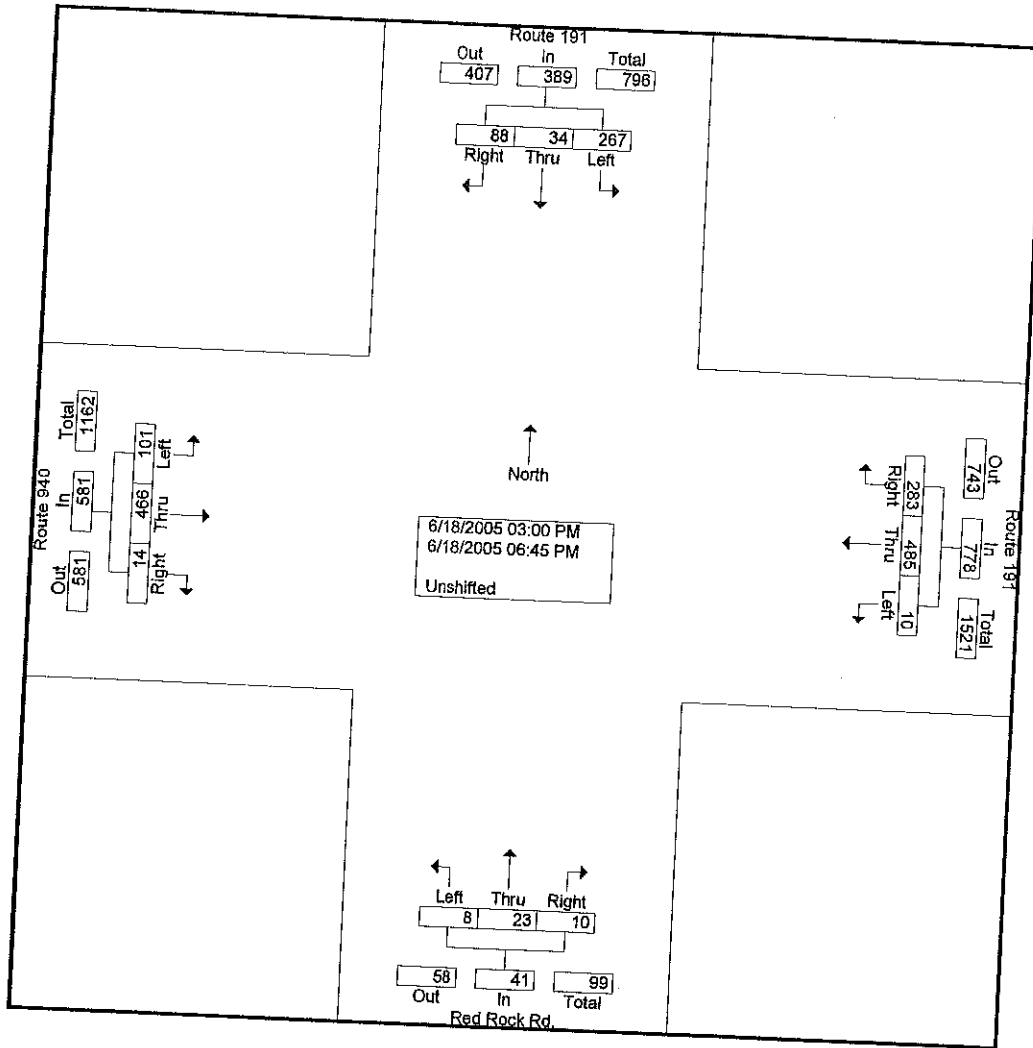 Route 191
Out In Total
407 389 796
88 34 267
Right Thru Left
Route 940
Total In Out
1162 581 581
101 466 14
Left Thru Right
North
6/18/2005 03:00 PM
6/18/2005 06:45 PM
Unshifted
Right Thru Left
283 485 10
Out In Total
743 778 1521
Route 191
Left Thru Right
8 23 10
58 41 99
Out In Total
Red Rock Rd.